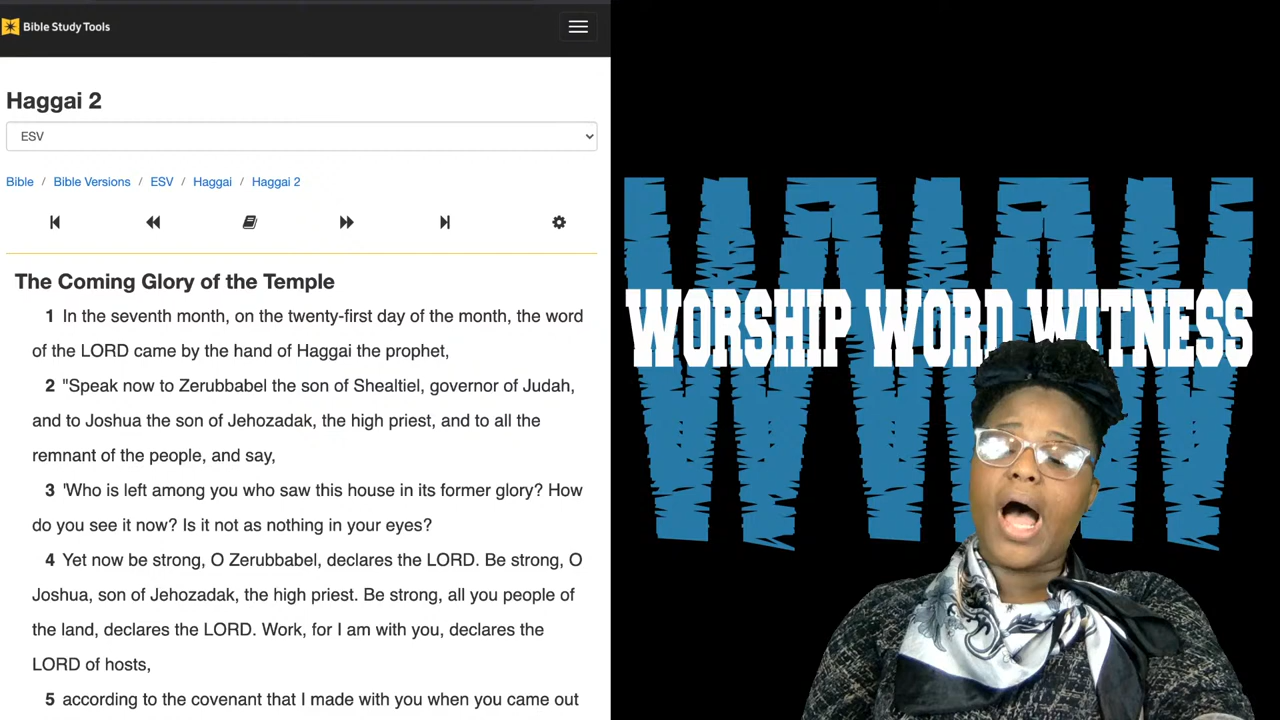 Bible Study Tools
Haggai 2
ESV
Bible / Bible Versions / ESV / Haggai / Haggai 2
The Coming Glory of the Temple
1 In the seventh month, on the twenty-first day of the month, the word
of the LORD came by the hand of Haggai the prophet,
2 "Speak now to Zerubbabel the son of Shealtiel, governor of Judah,
and to Joshua the son of Jehozadak, the high priest, and to all the
remnant of the people, and say,
3 'Who is left among you who saw this house in its former glory? How
do you see it now? Is it not as nothing in your eyes?
4 Yet now be strong, O Zerubbabel, declares the LORD. Be strong, O
Joshua, son of Jehozadak, the high priest. Be strong, all you people of
the land, declares the LORD. Work, for I am with you, declares the
LORD of hosts,
5 according to the covenant that I made with you when you came out
WWW
WORSHIP WORD WITNESS